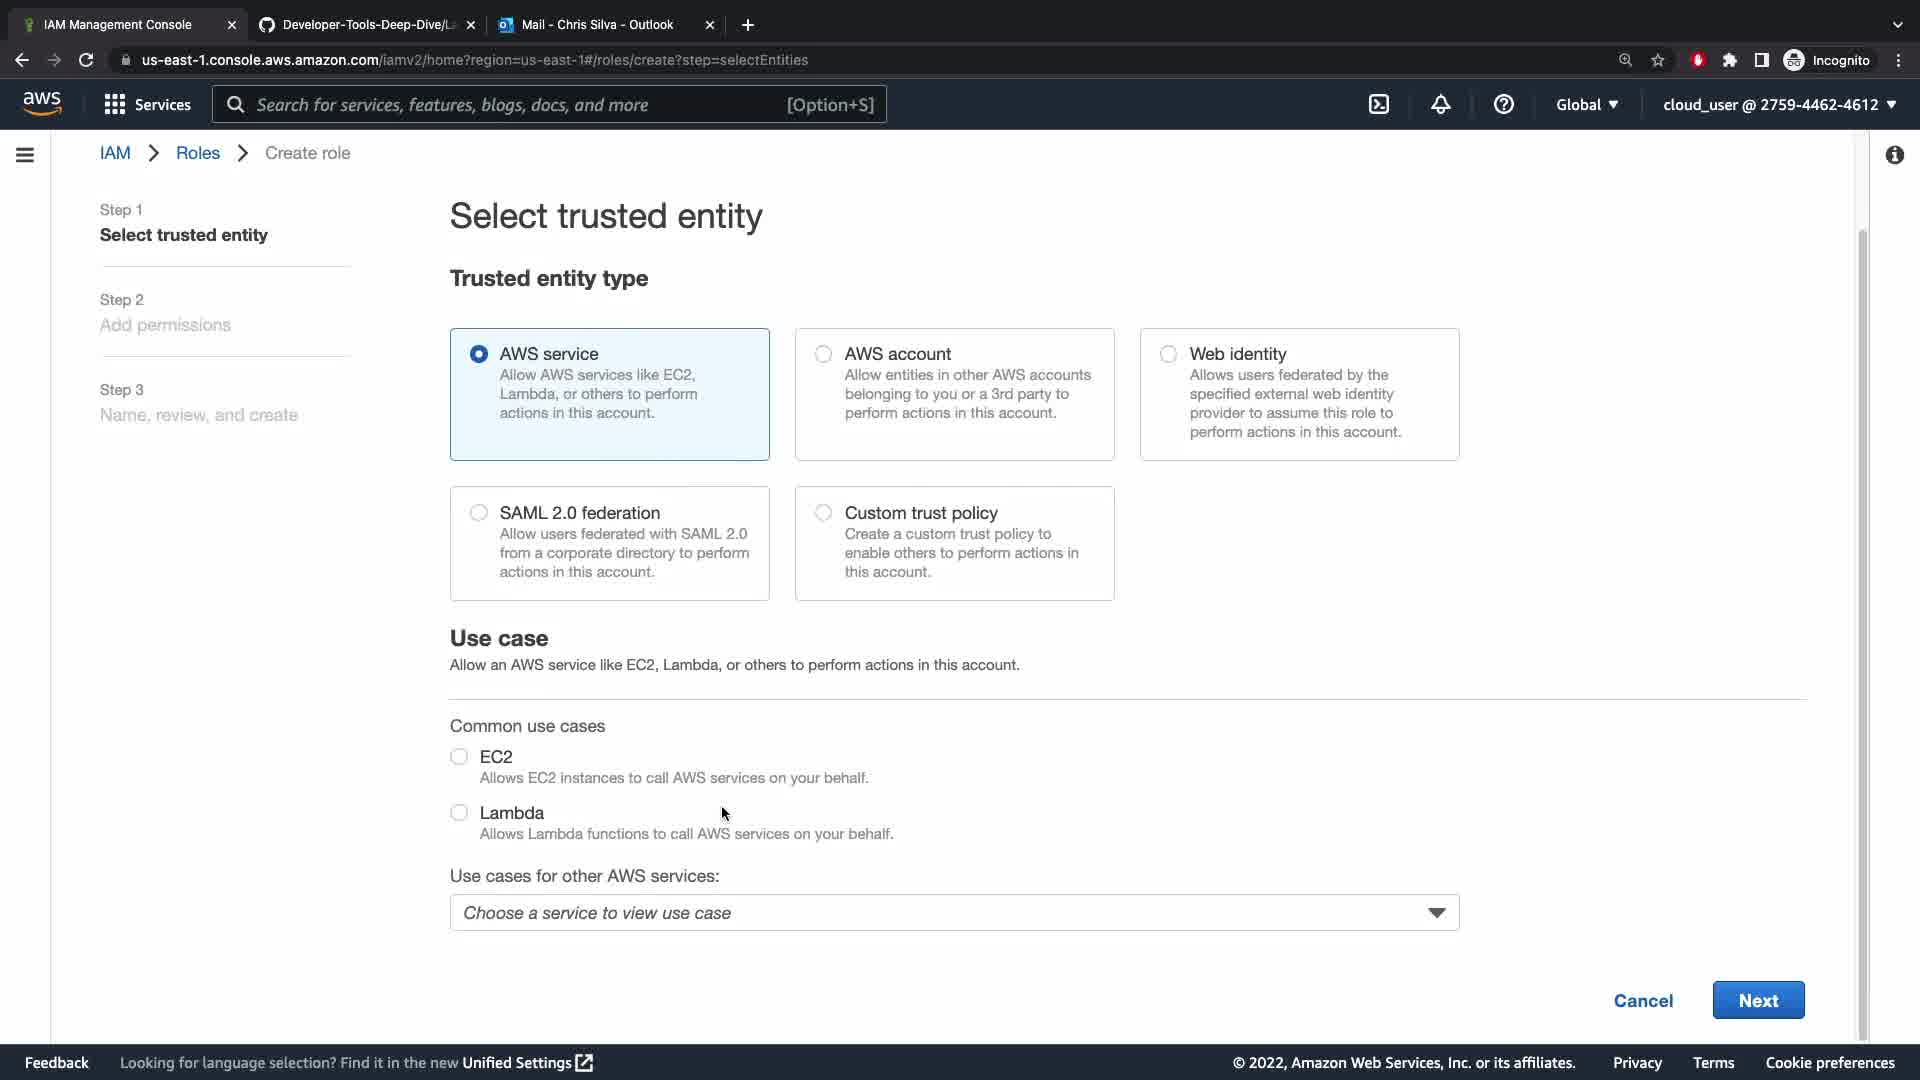 IAM Management Console
Developer-Tools-Deep-Dive/La
Mail - Chris Silva - Outlook
us-east-1.console.aws.amazon.com/iamv2/home?region=us-east-1#/roles/create?step=selectEntities
Incognito
aws
Services
Search for services, features, blogs, docs, and more
[Option+S]
Global
cloud_user @ 2759-4462-4612
IAM
Roles
Create role
Step 1
Select trusted entity
Step 2
Add permissions
Step 3
Name, review, and create
Select trusted entity
Trusted entity type
AWS service
Allow AWS services like EC2,
Lambda, or others to perform
actions in this account.
AWS account
Allow entities in other AWS accounts
belonging to you or a 3rd party to
perform actions in this account.
Web identity
Allows users federated by the
specified external web identity
provider to assume this role to
perform actions in this account.
SAML 2.0 federation
Allow users federated with SAML 2.0
from a corporate directory to perform
actions in this account.
Custom trust policy
Create a custom trust policy to
enable others to perform actions in
this account.
Use case
Allow an AWS service like EC2, Lambda, or others to perform actions in this account.
Common use cases
EC2
Allows EC2 instances to call AWS services on your behalf.
Lambda
Allows Lambda functions to call AWS services on your behalf.
Use cases for other AWS services:
Choose a service to view use case
Cancel
Next
Feedback
Looking for language selection? Find it in the new Unified Settings
© 2022, Amazon Web Services, Inc. or its affiliates.
Privacy
Terms
Cookie preferences